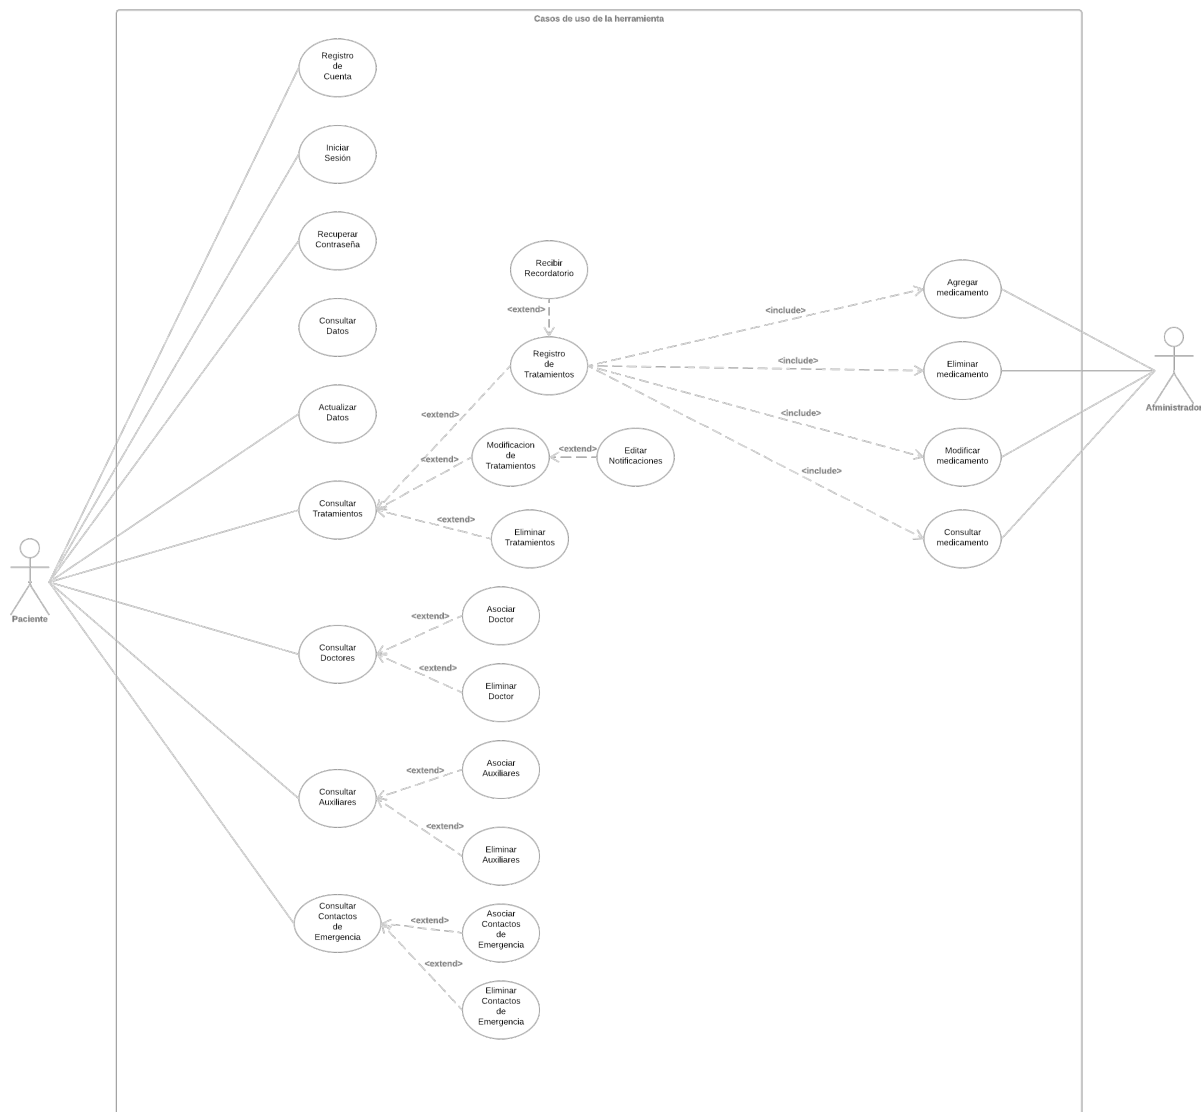 Casos de uso de la herramienta
Registro
de
Cuenta
Iniciar
Sesión
Recuperar
Contraseña
Consultar
Datos
Actualizar
Datos
Consultar
Tratamientos
Consultar
Doctores
Consultar
Auxiliares
Consultar
Contactos
de
Emergencia
Paciente
Recibir
Recordatorio
<extend>
Registro
de
Tratamientos
<extend>
Modificacion
de
Tratamientos
<extend>
<extend>
Editar
Notificaciones
<extend>
Eliminar
Tratamientos
<extend>
Asociar
Doctor
<extend>
Eliminar
Doctor
<extend>
Asociar
Auxiliares
<extend>
Eliminar
Auxiliares
<extend>
Asociar
Contactos
de
Emergencia
<extend>
Eliminar
Contactos
de
Emergencia
<include>
<include>
<include>
<include>
Agregar
medicamento
Eliminar
medicamento
Modificar
medicamento
Consultar
medicamento
Afministrador